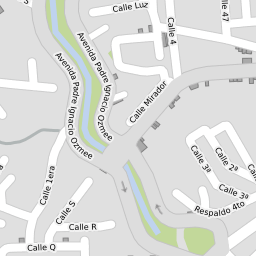 Calle Luz
Calle 4
Calle 47
Avenida Padre Ignacio Ozmee
Avenida Padre Ignacio Ozmee
Calle Mirador
Calle 2ª
Calle 3ª
Calle 3ª
Respaldo 4to
Calle 1era
Calle S
Calle R
Calle Q